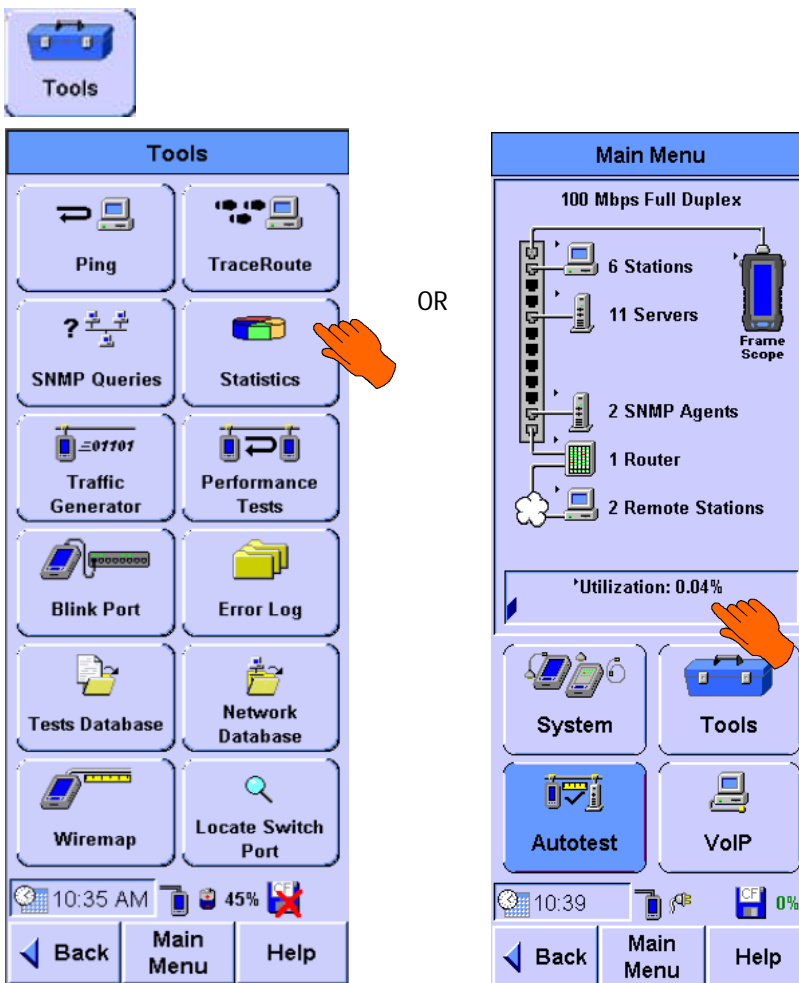 Tools
Tools
Ping
TraceRoute
?
SNMP Queries
Statistics
01101
Traffic
Generator
Performance
Tests
Blink Port
Error Log
Tests Database
Network
Database
Wiremap
Locate Switch
Port
10:35 AM
45%
CF
Back
Main
Menu
Help
OR
Main Menu
100 Mbps Full Duplex
6 Stations
11 Servers
Frame
Scope
2 SNMP Agents
1 Router
2 Remote Stations
Utilization: 0.04%
System
Tools
Autotest
VoIP
10:39
CF
0%
Back
Main
Menu
Help